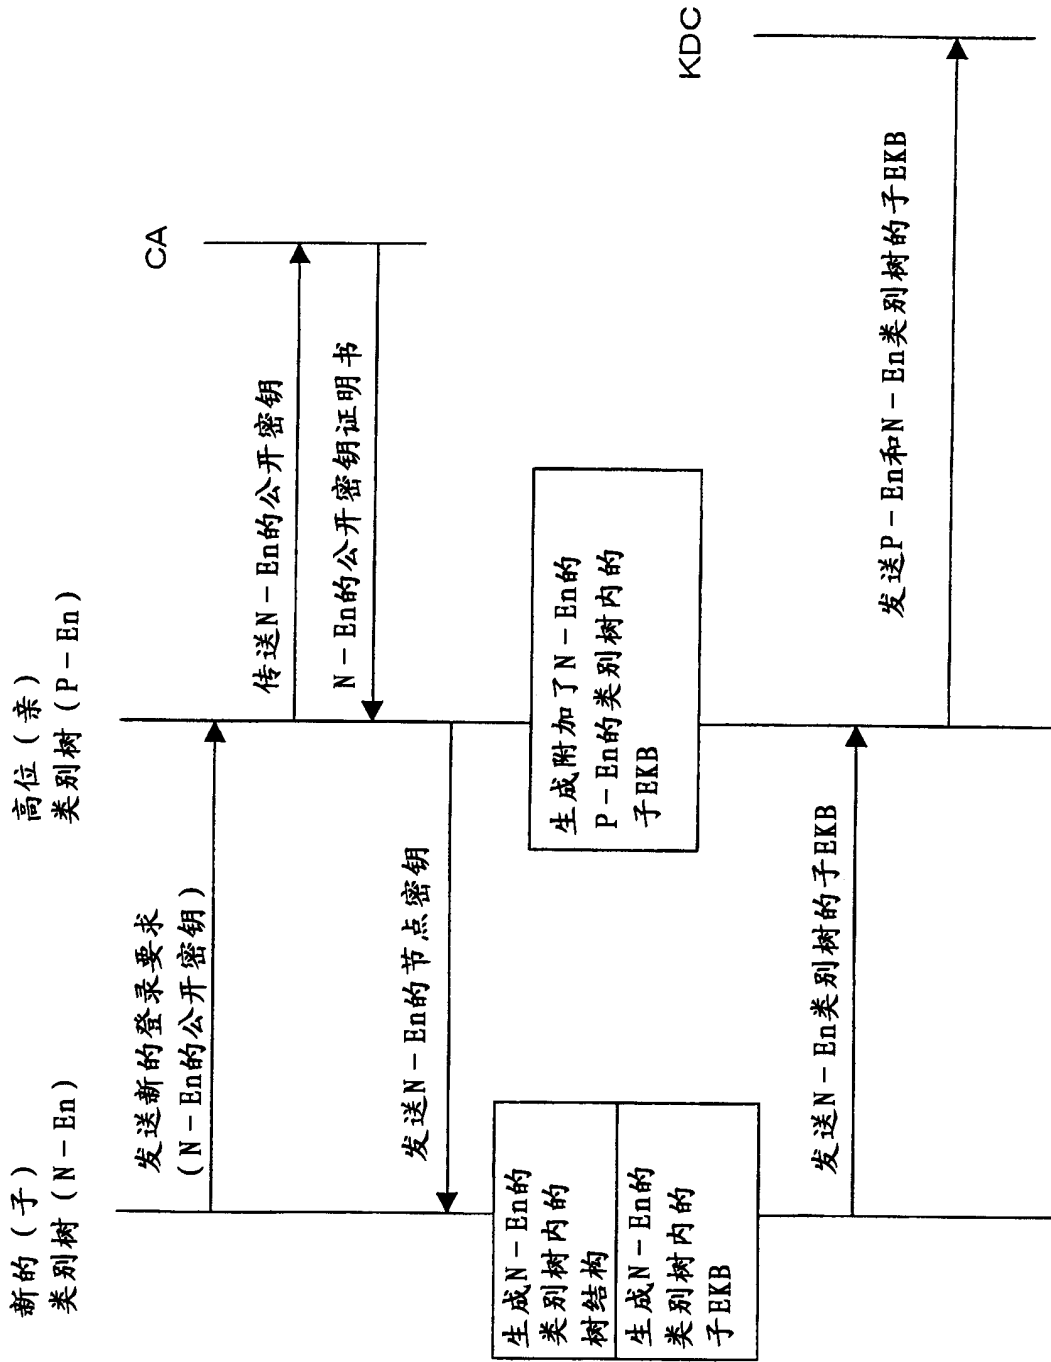 新的（子）
类别树（N－En）
高位（亲）
类别树（P－En）
CA
KDC
发送新的登录要求
（N－En的公开密钥）
传送N－En的公开密钥
N－En的公开密钥证明书
发送N－En的节点密钥
生成N－En的
类别树内的
树结构
生成N－En的
类别树内的
子EKB
生成附加了N－En的
P－En的类别树内的
子EKB
发送N－En类别树的子EKB
发送P－En和N－En类别树的子EKB